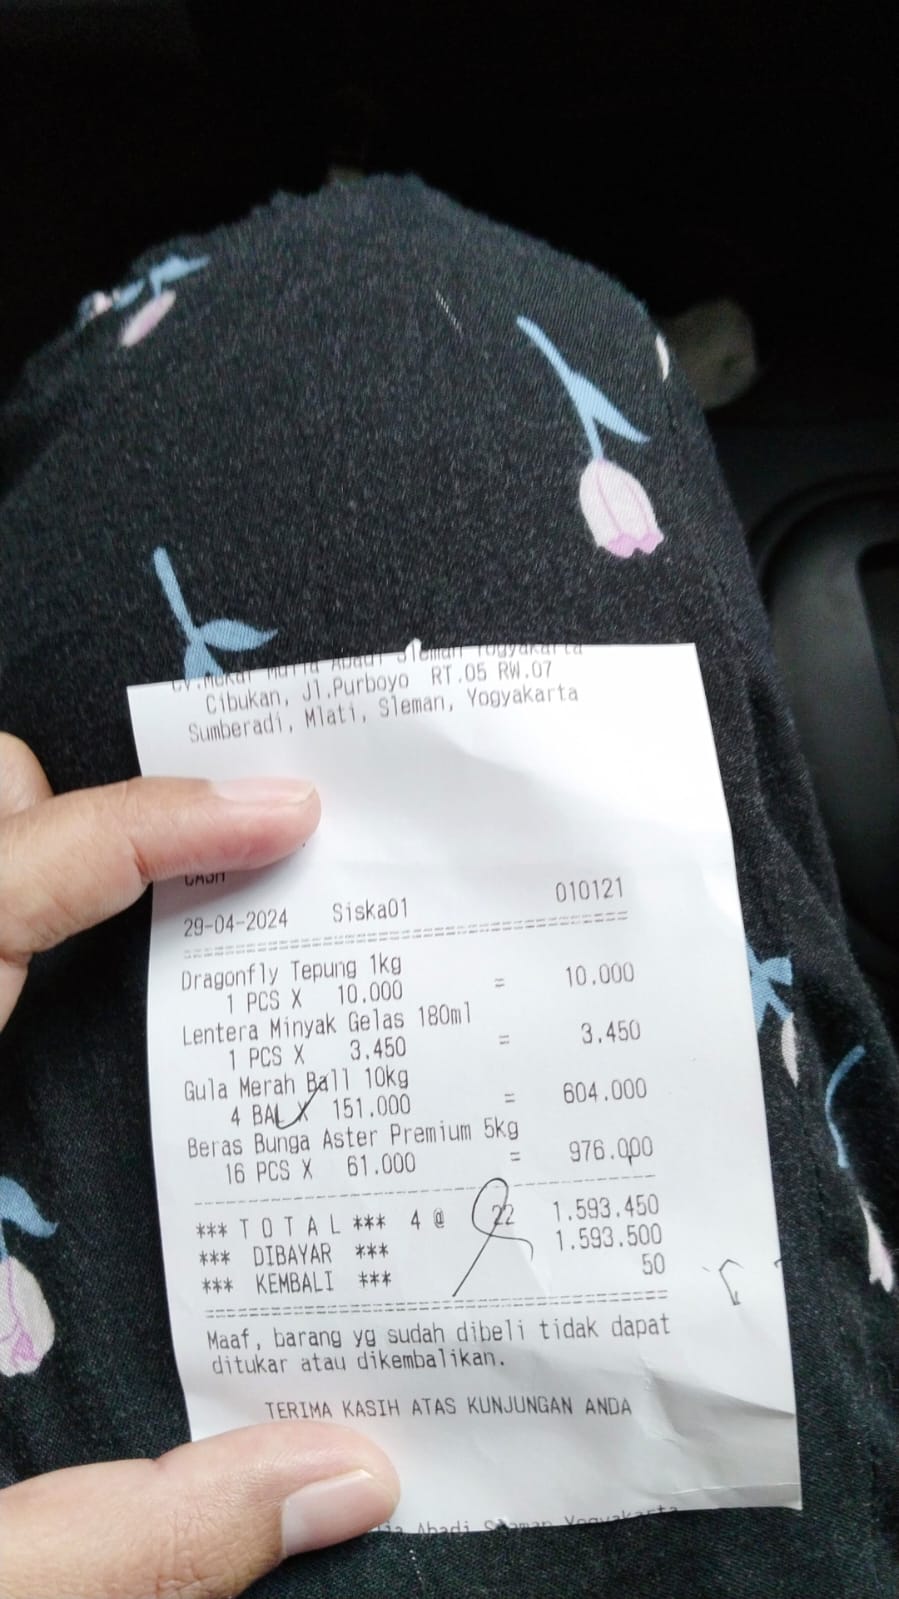 Abadi Sleman Yogyakarta
Cibukan, Jl.Purboyo RT.05 RW.07
Sumberadi, Mlati, Sleman, Yogyakarta
CASH
29-04-2024 Siska01 010121
Dragonfly Tepung 1kg
1 PCS X 10.000 = 10.000
Lentera Minyak Gelas 180ml
1 PCS X 3.450 = 3.450
Gula Merah Ball 10kg
4 BAL X 151.000 = 604.000
Beras Bunga Aster Premium 5kg
16 PCS X 61.000 = 976.000
*** T O T A L *** 4 @ 22 1.593.450
*** DIBAYAR *** 1.593.500
*** KEMBALI *** 50
Maaf, barang yg sudah dibeli tidak dapat
ditukar atau dikembalikan.
TERIMA KASIH ATAS KUNJUNGAN ANDA
Abadi Sleman Yogyakarta